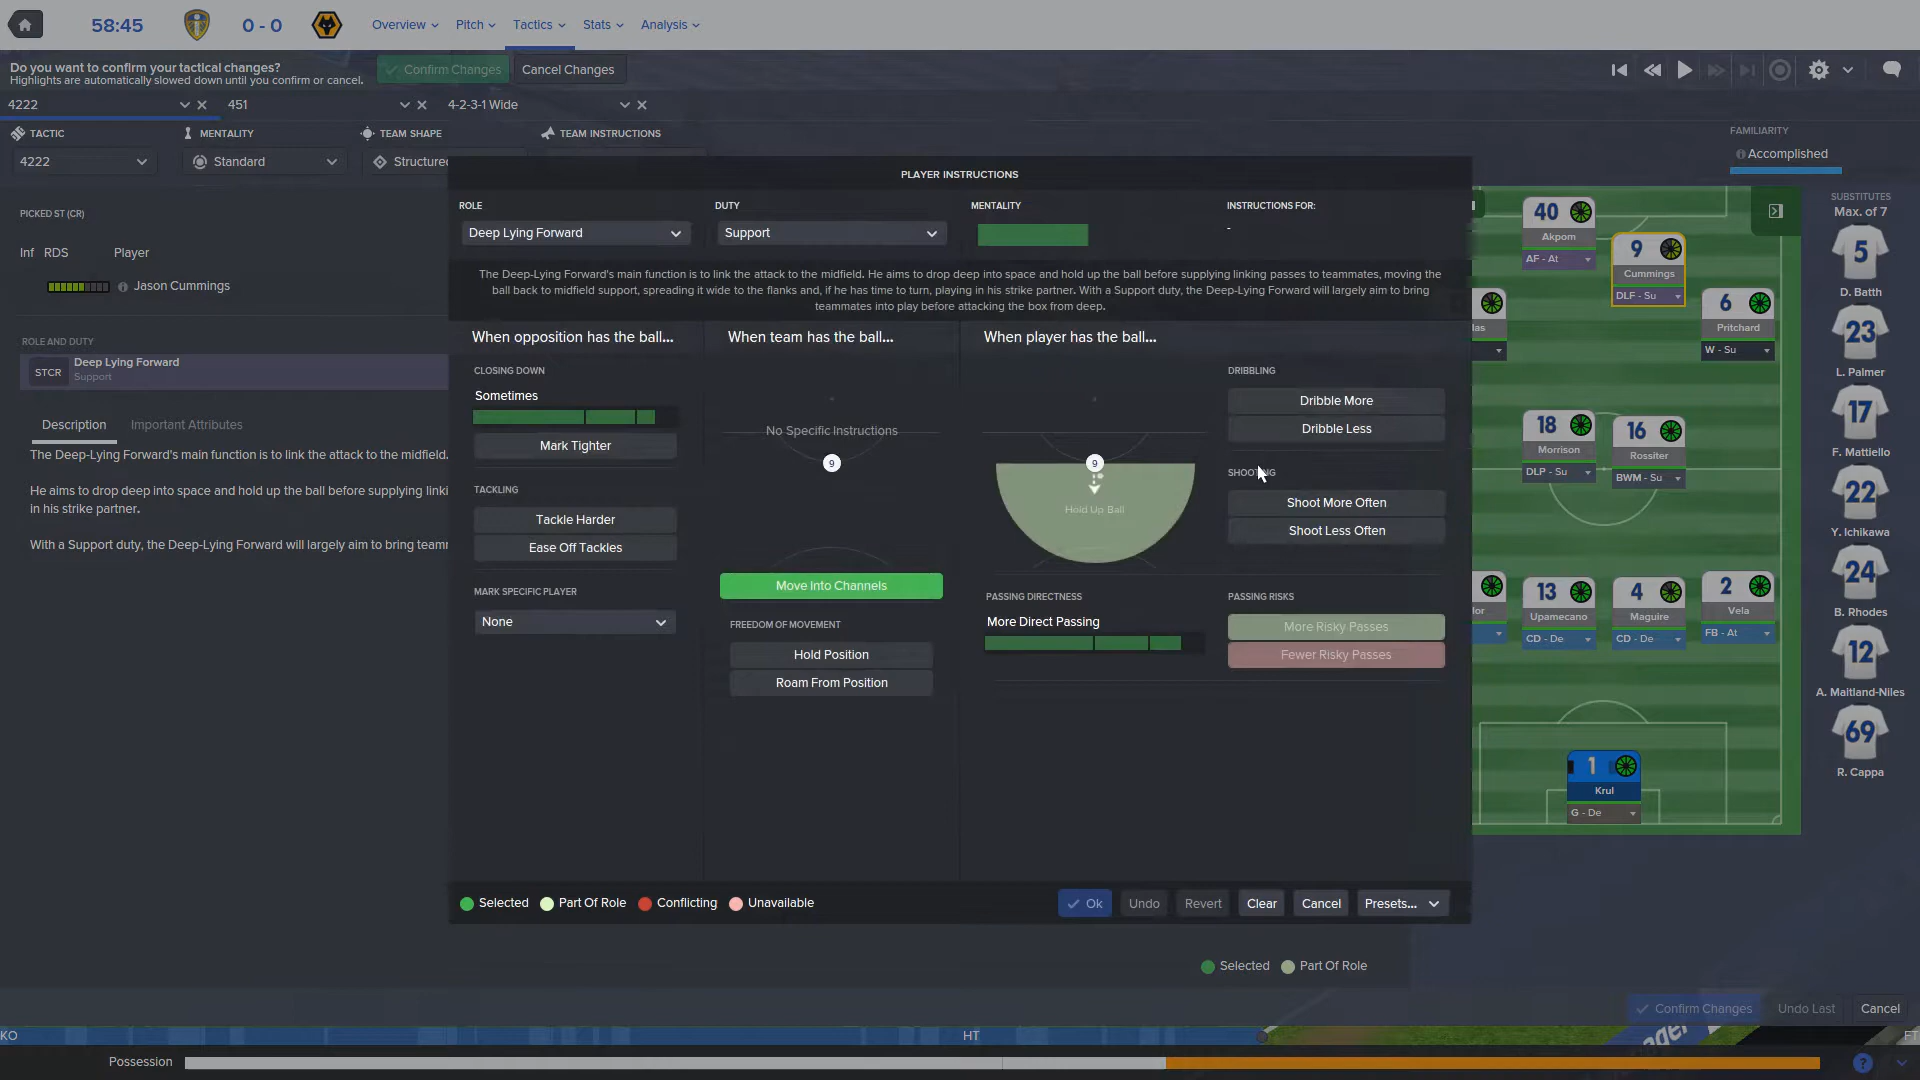 58:45
0 - 0
Overview
Pitch
Tactics
Stats
Analysis
Do you want to confirm your tactical changes?
Highlights are automatically slowed down until you confirm or cancel.
Confirm Changes
Cancel Changes
4222
451
4-2-3-1 Wide
TACTIC
MENTALITY
TEAM SHAPE
TEAM INSTRUCTIONS
4222
Standard
Structured
FAMILIARITY
Accomplished
PICKED ST (CR)
Inf RDS Player
Jason Cummings
ROLE AND DUTY
STCR
Deep Lying Forward
Support
Description
Important Attributes
The Deep-Lying Forward's main function is to link the attack to the midfield.
He aims to drop deep into space and hold up the ball before supplying linki
in his strike partner.
With a Support duty, the Deep-Lying Forward will largely aim to bring team
PLAYER INSTRUCTIONS
ROLE
DUTY
MENTALITY
INSTRUCTIONS FOR:
Deep Lying Forward
Support
-
The Deep-Lying Forward's main function is to link the attack to the midfield. He aims to drop deep into space and hold up the ball before supplying linking passes to teammates, moving the
ball back to midfield support, spreading it wide to the flanks and, if he has time to turn, playing in his strike partner. With a Support duty, the Deep-Lying Forward will largely aim to bring
teammates into play before attacking the box from deep.
When opposition has the ball...
When team has the ball...
When player has the ball...
CLOSING DOWN
Sometimes
Mark Tighter
TACKLING
Tackle Harder
Ease Off Tackles
MARK SPECIFIC PLAYER
None
No Specific Instructions
9
Move Into Channels
FREEDOM OF MOVEMENT
Hold Position
Roam From Position
9
Hold Up Ball
PASSING DIRECTNESS
More Direct Passing
DRIBBLING
Dribble More
Dribble Less
SHOOTING
Shoot More Often
Shoot Less Often
PASSING RISKS
More Risky Passes
Fewer Risky Passes
Selected
Part Of Role
Conflicting
Unavailable
Ok
Undo
Revert
Clear
Cancel
Presets...
40
Akpom
AF - At
9
Cummings
DLF - Su
las
6
Pritchard
W - Su
18
Morrison
DLP - Su
16
Rossiter
BWM - Su
lor
13
Upamecano
CD - De
4
Maguire
CD - De
2
Vela
FB - At
1
Krul
G - De
SUBSTITUTES
Max. of 7
5
D. Batth
23
L. Palmer
17
F. Mattiello
22
Y. Ichikawa
24
B. Rhodes
12
A. Maitland-Niles
69
R. Cappa
Selected
Part Of Role
Confirm Changes
Undo Last
Cancel
KO
HT
FT
Possession
?